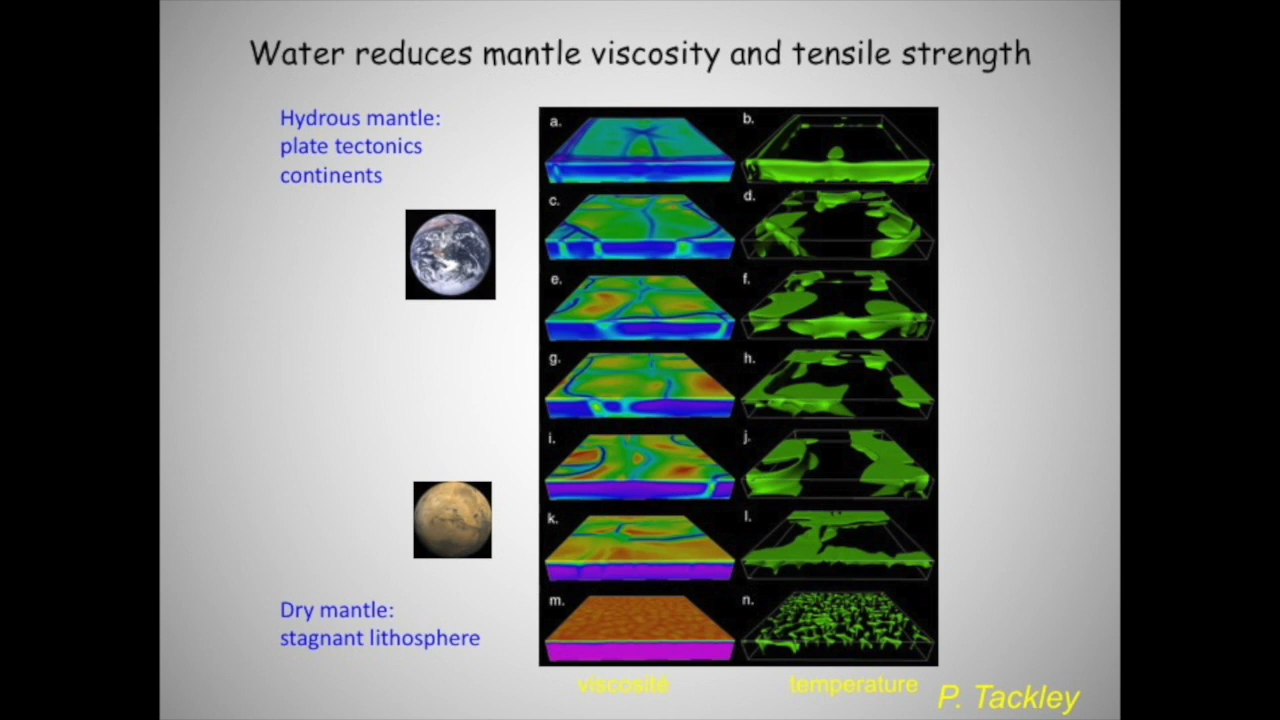 Water reduces mantle viscosity and tensile strength
Hydrous mantle:
plate tectonics
continents
a. b.
c. d.
e. f.
g. h.
i. j.
k. l.
m. n.
Dry mantle:
stagnant lithosphere
viscosité temperature
P. Tackley